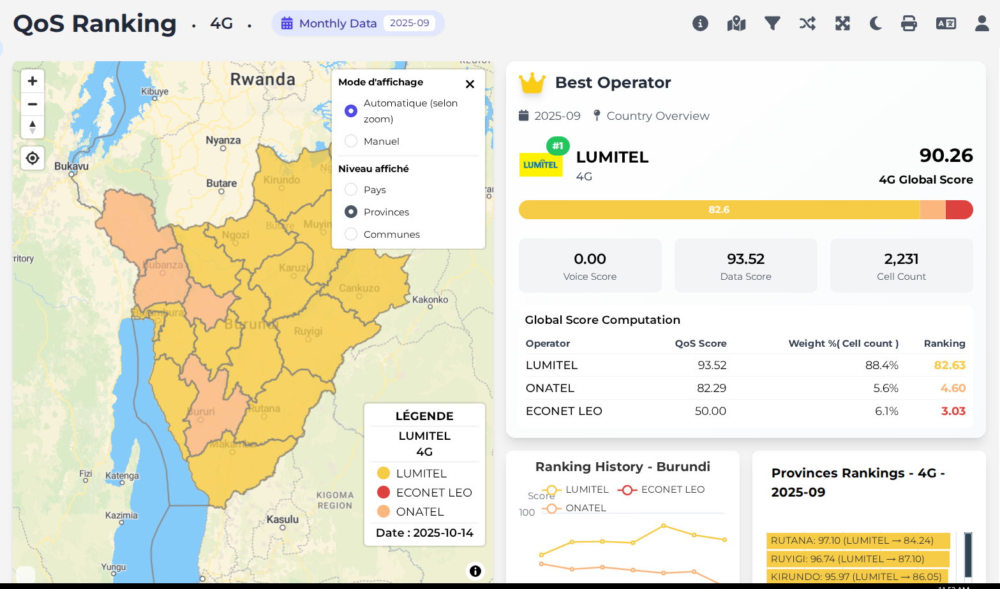 QoS Ranking · 4G · Monthly Data 2025-09
Rwanda
Kibuye
Nyanza
Bukavu
Butare
Kirundo
Ngozi
Butare
Muyin
Bubanza
Karuzi
Cankuzo
Kakonko
Bujumbura
Burundi
Ruyigi
Bururi
Rutana
Makamba
Fizi
Katenga
KIGOMA
REGION
Kazimia
Kasulu
Yungu
Mode d'affichage
Automatique (selon
zoom)
Manuel
Niveau affiché
Pays
Provinces
Communes
LÉGENDE
LUMITEL
4G
LUMITEL
ECONET LEO
ONATEL
Date : 2025-10-14
Best Operator
2025-09 Country Overview
#1
LUMITEL
LUMITEL
4G
90.26
4G Global Score
82.6
0.00
Voice Score
93.52
Data Score
2,231
Cell Count
Global Score Computation
Operator QoS Score Weight %( Cell count ) Ranking
LUMITEL 93.52 88.4% 82.63
ONATEL 82.29 5.6% 4.60
ECONET LEO 50.00 6.1% 3.03
Ranking History - Burundi
LUMITEL ECONET LEO
ONATEL
Score
100
Provinces Rankings - 4G -
2025-09
RUTANA: 97.10 (LUMITEL → 84.24)
RUYIGI: 96.74 (LUMITEL → 87.10)
KIRUNDO: 95.97 (LUMITEL → 86.05)